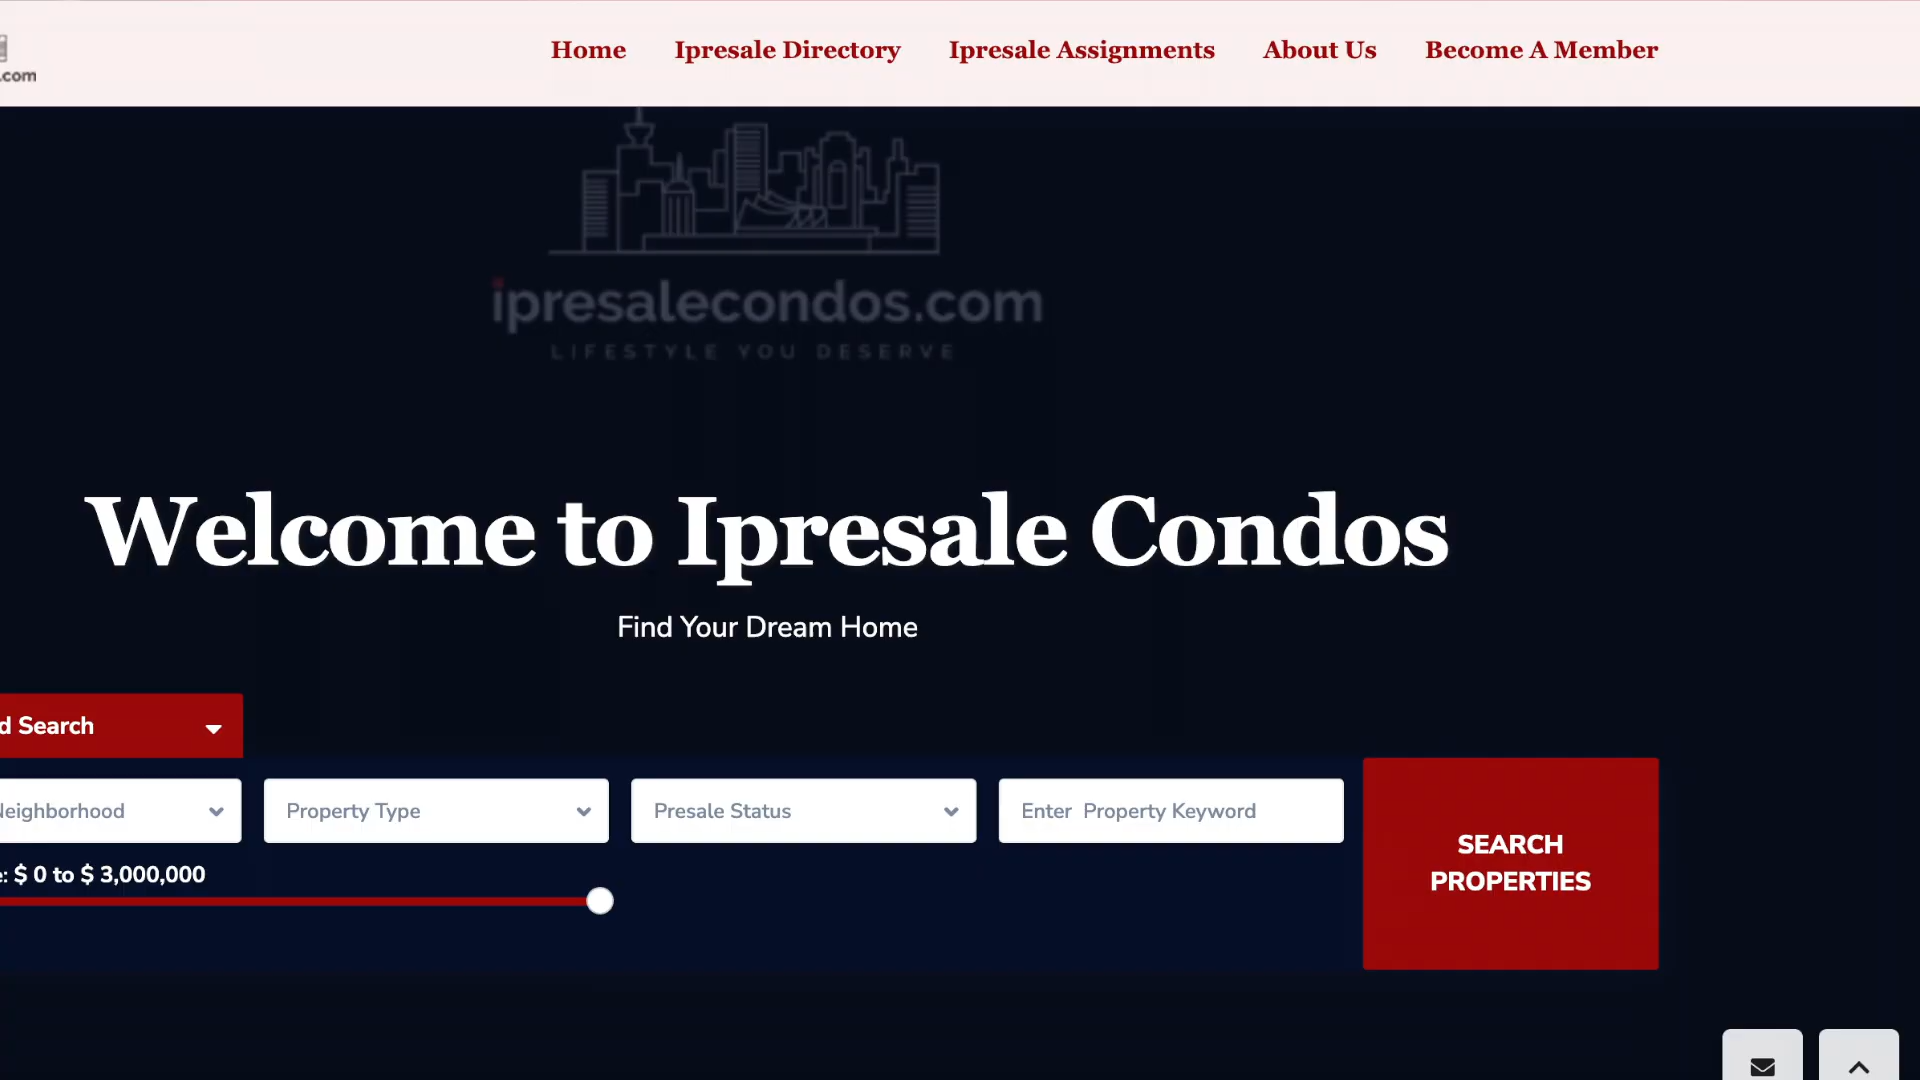 .com
Home Ipresale Directory Ipresale Assignments About Us Become A Member
ipresalecondos.com
LIFESTYLE YOU DESERVE
Welcome to Ipresale Condos
Find Your Dream Home
d Search
Neighborhood Property Type Presale Status Enter Property Keyword
SEARCH
PROPERTIES
: $ 0 to $ 3,000,000